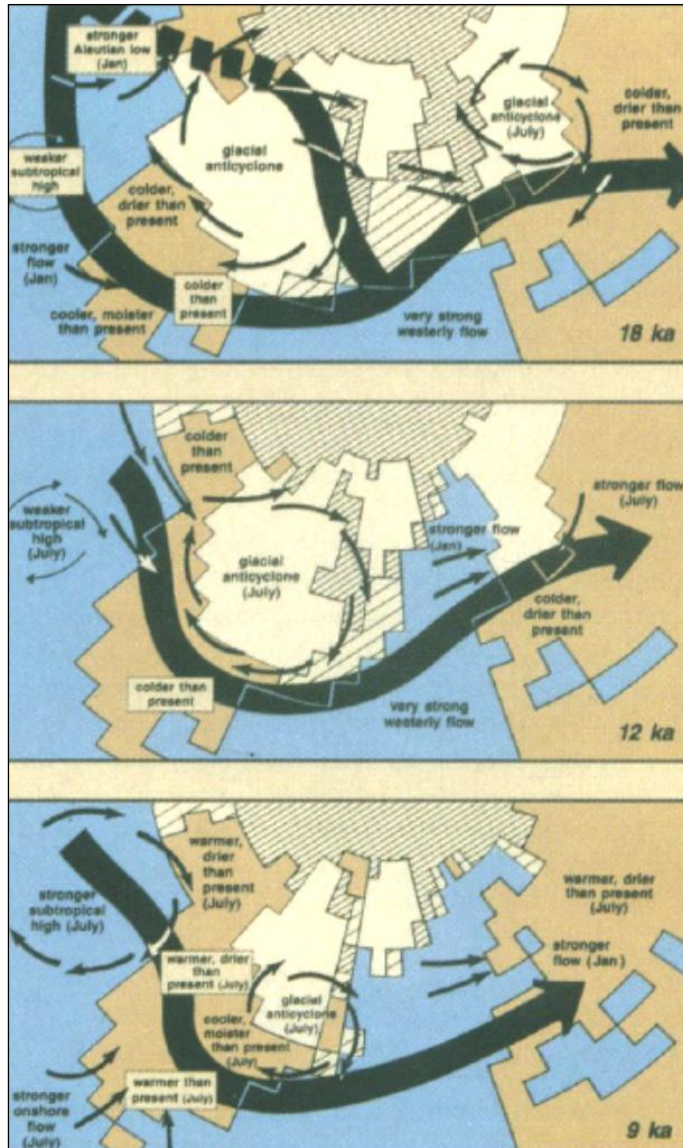 stronger
Aleutian low
(Jan)
colder,
drier than
present
glacial
anticyclone
(July)
glacial
anticyclone
weaker
subtropical
high
colder,
drier than
present
stronger
flow
(Jan)
cooler, moister
than present
colder
than
present
very strong
westerly flow
18 ka
colder
than
present
stronger flow
(July)
weaker
subtropical
high
(July)
stronger flow
(Jan)
glacial
anticyclone
(July)
colder,
drier than
present
colder than
present
very strong
westerly flow
12 ka
warmer,
drier
than
present
(July)
warmer, drier
than present
(July)
stronger
subtropical
high (July)
stronger
flow (Jan)
warmer, drier
than
present (July)
glacial
anticyclone
(July)
cooler,
moister
than present
(July)
warmer than
present (July)
stronger
onshore
flow
(July)
9 ka